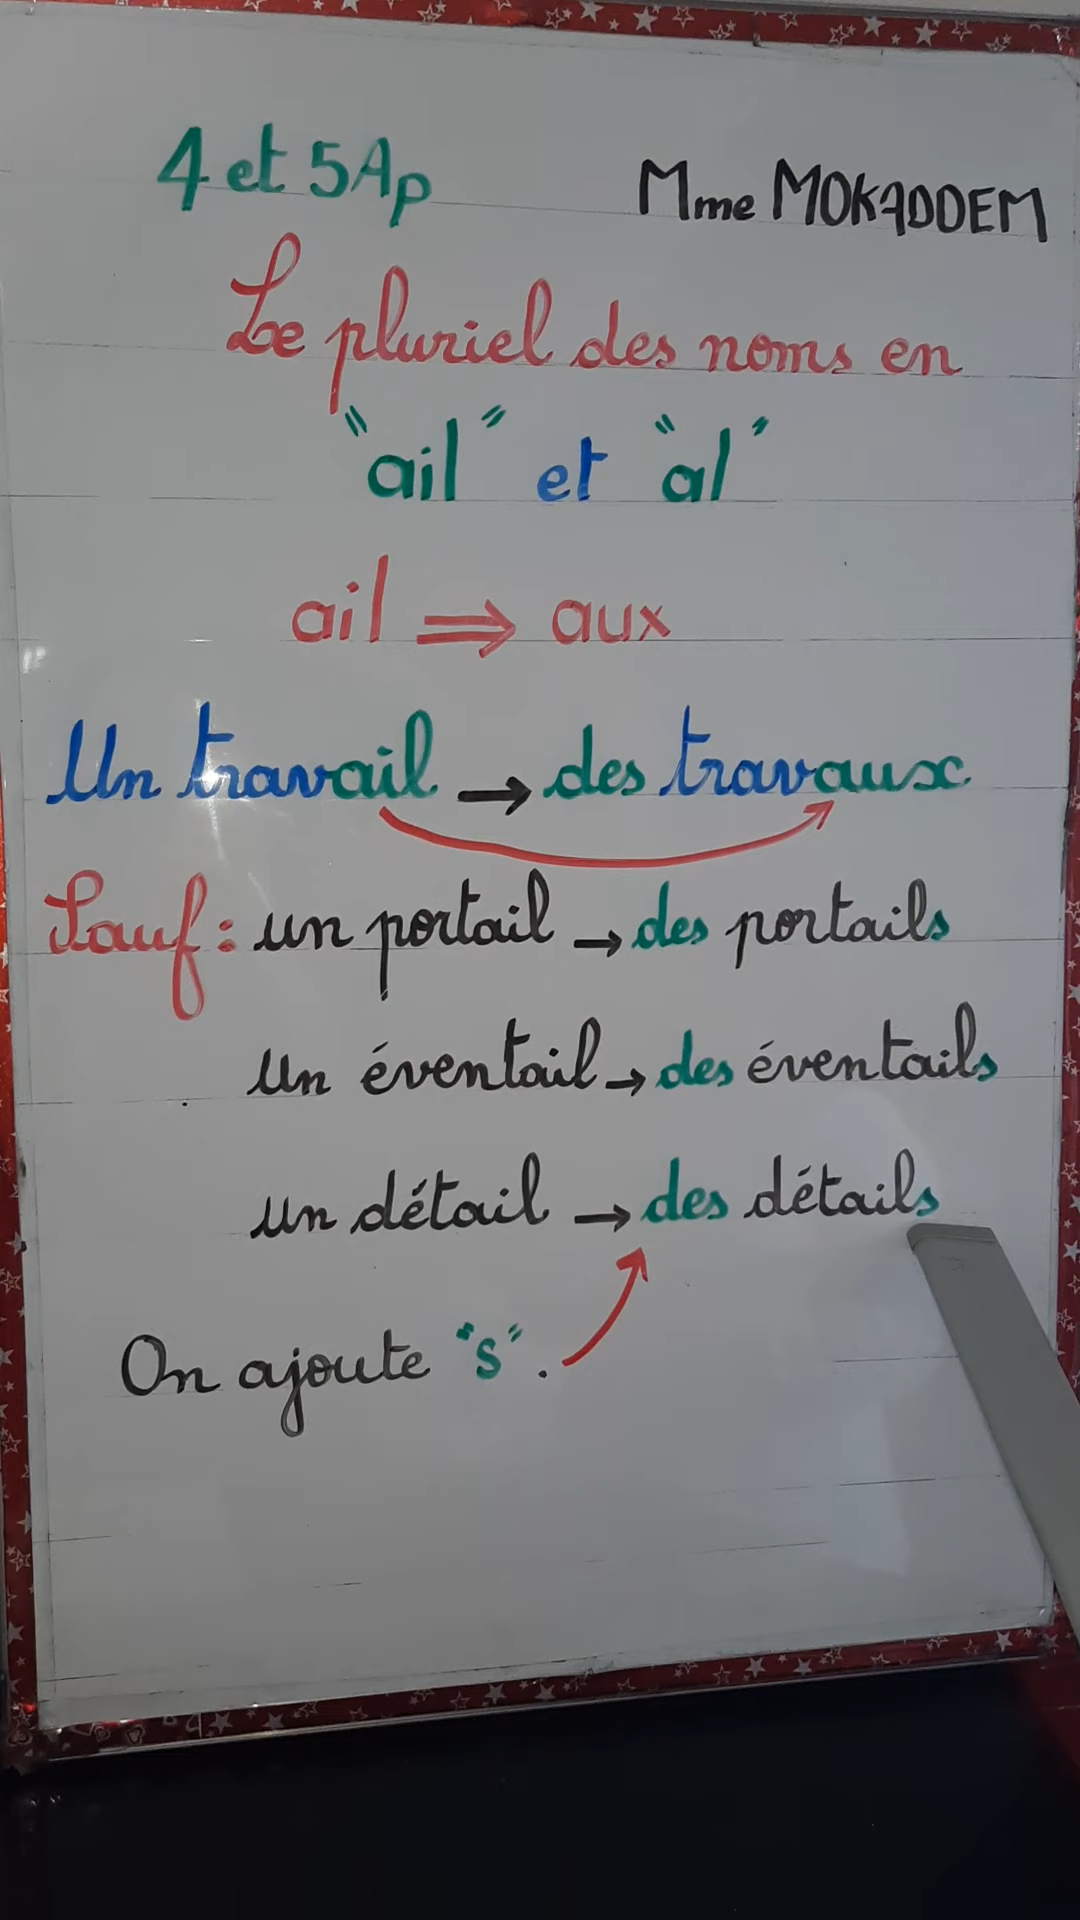 4 et 5Ap Mme MOKADDEM
Le pluriel des noms en
"ail" et "al"
ail ⇒ aux
Un travail → des travaux
Sauf : un portail → des portails
un éventail → des éventails
un détail → des détails
On ajoute "s".